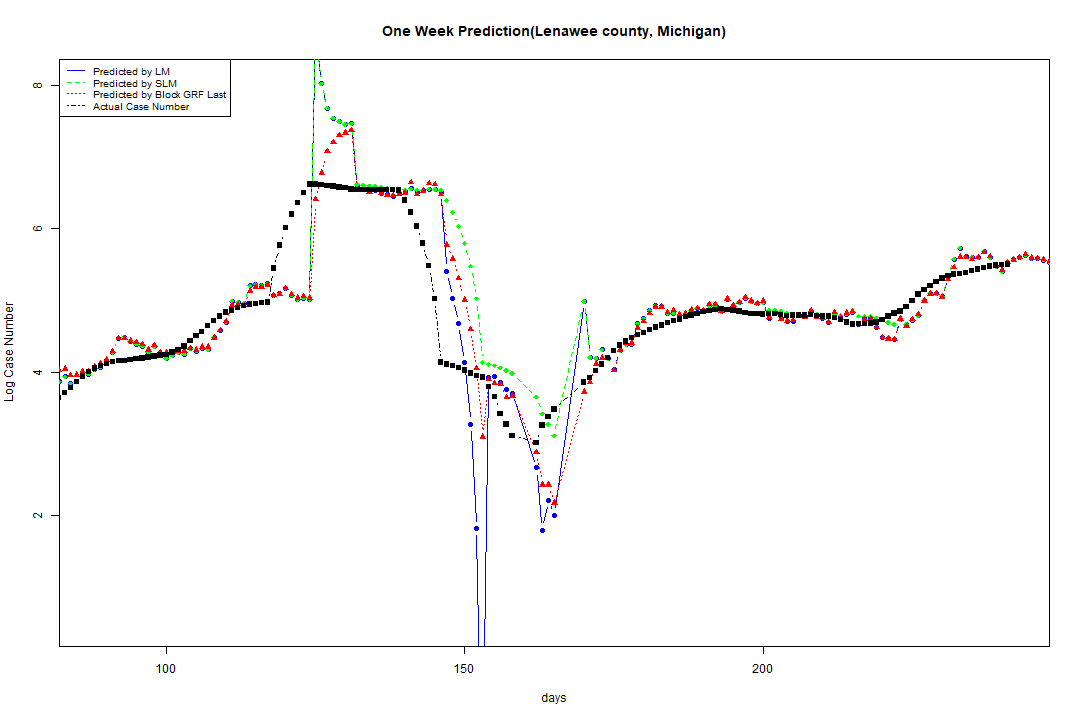 One Week Prediction(Lenawee county, Michigan)
Predicted by LM
Predicted by SLM
Predicted by Block GRF Last
Actual Case Number
8
6
4
2
Log Case Number
100 150 200
days